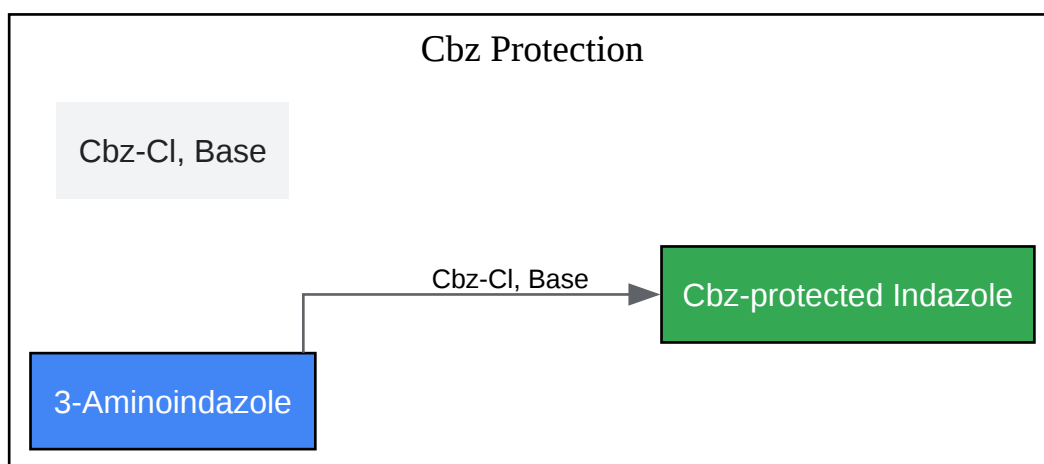 Cbz Protection
Cbz-Cl, Base
Cbz-Cl, Base
Cbz-protected Indazole
3-Aminoindazole